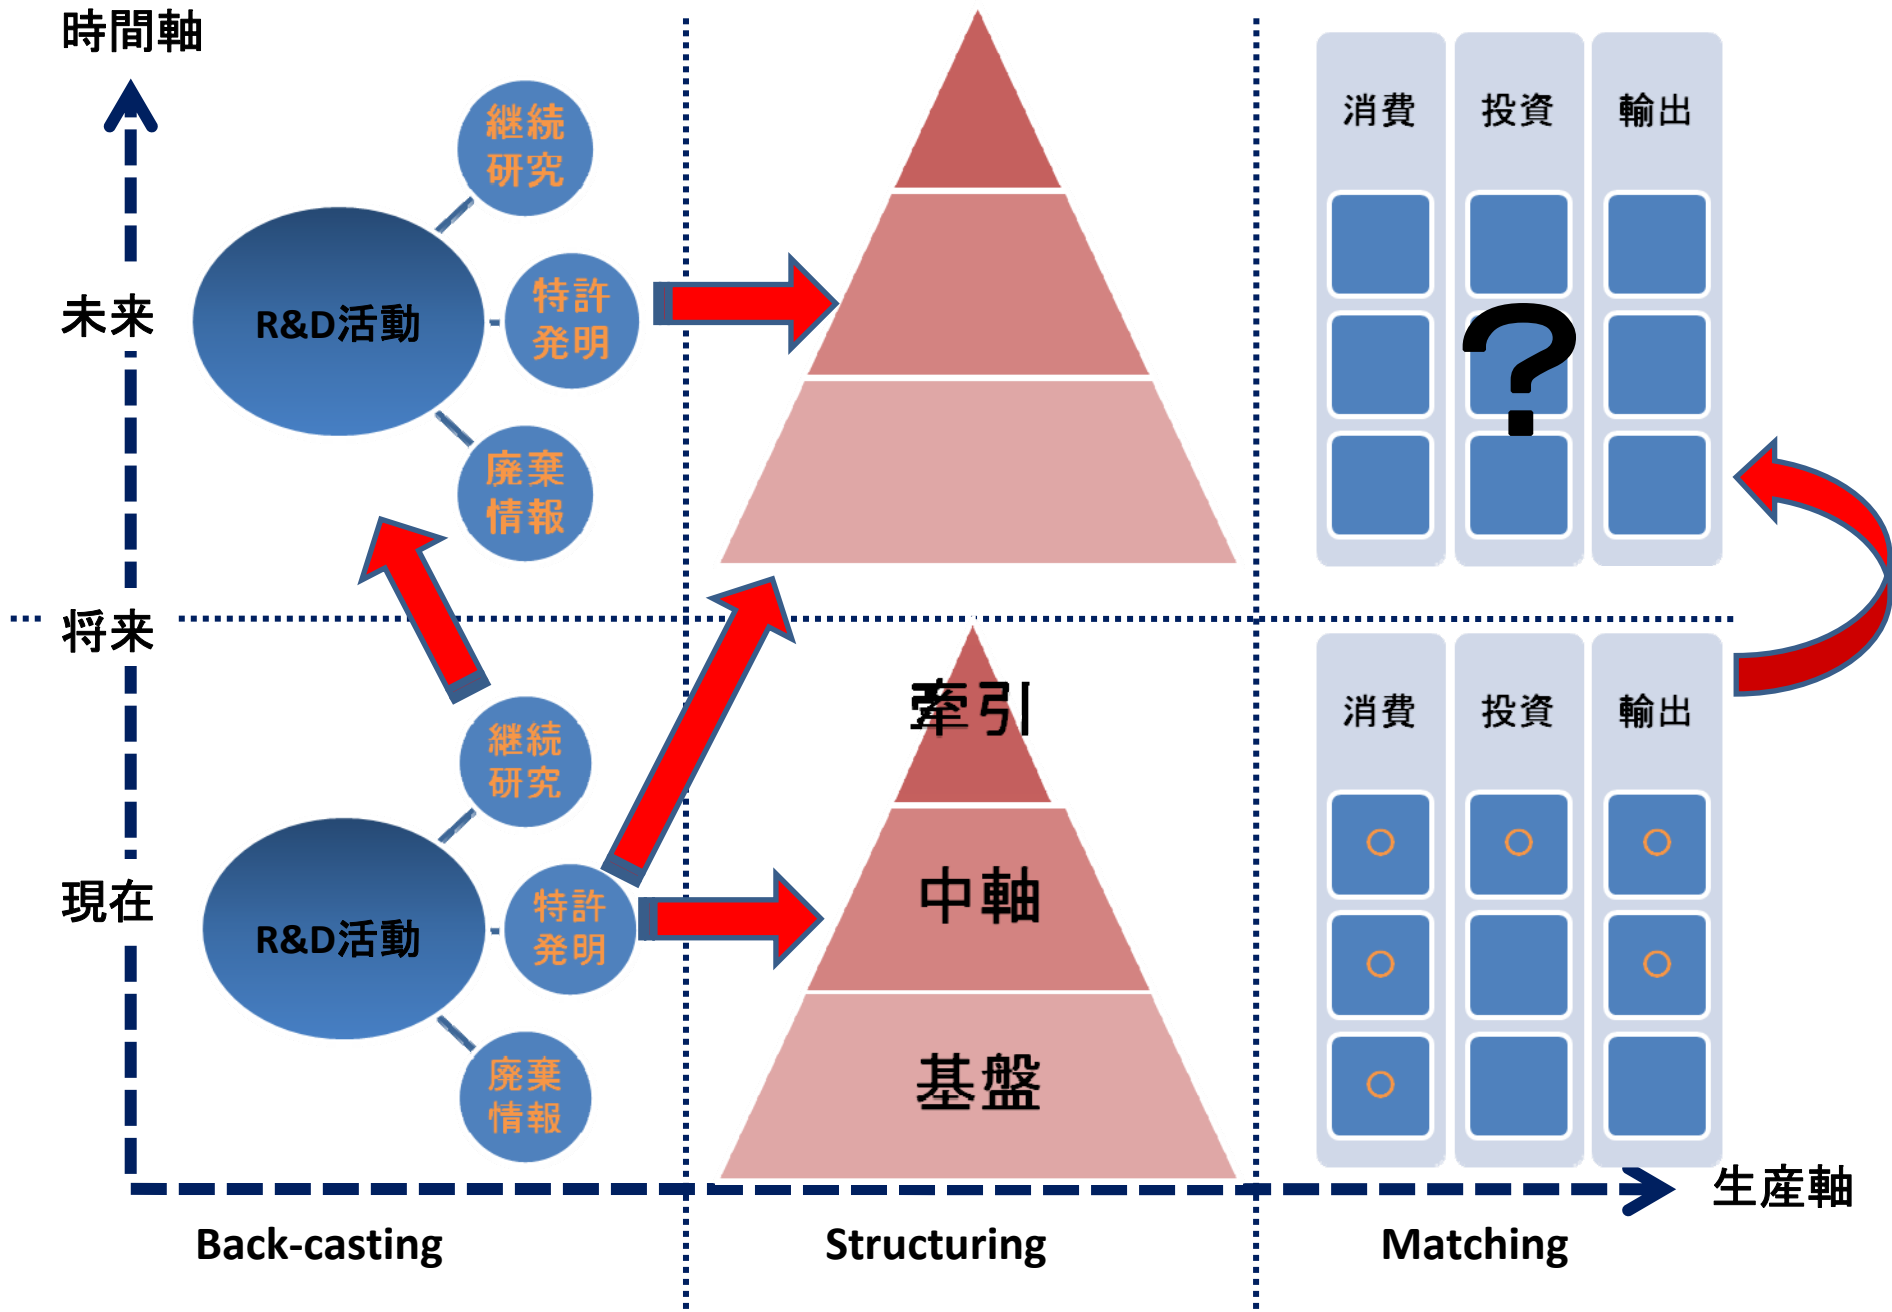 時間軸
継続
研究
特許
発明
廃棄
情報
R&D活動
未来
消費
投資
輸出
?
将来
継続
研究
特許
発明
廃棄
情報
R&D活動
現在
牽引
中軸
基盤
消費
投資
輸出
生産軸
Back-casting
Structuring
Matching